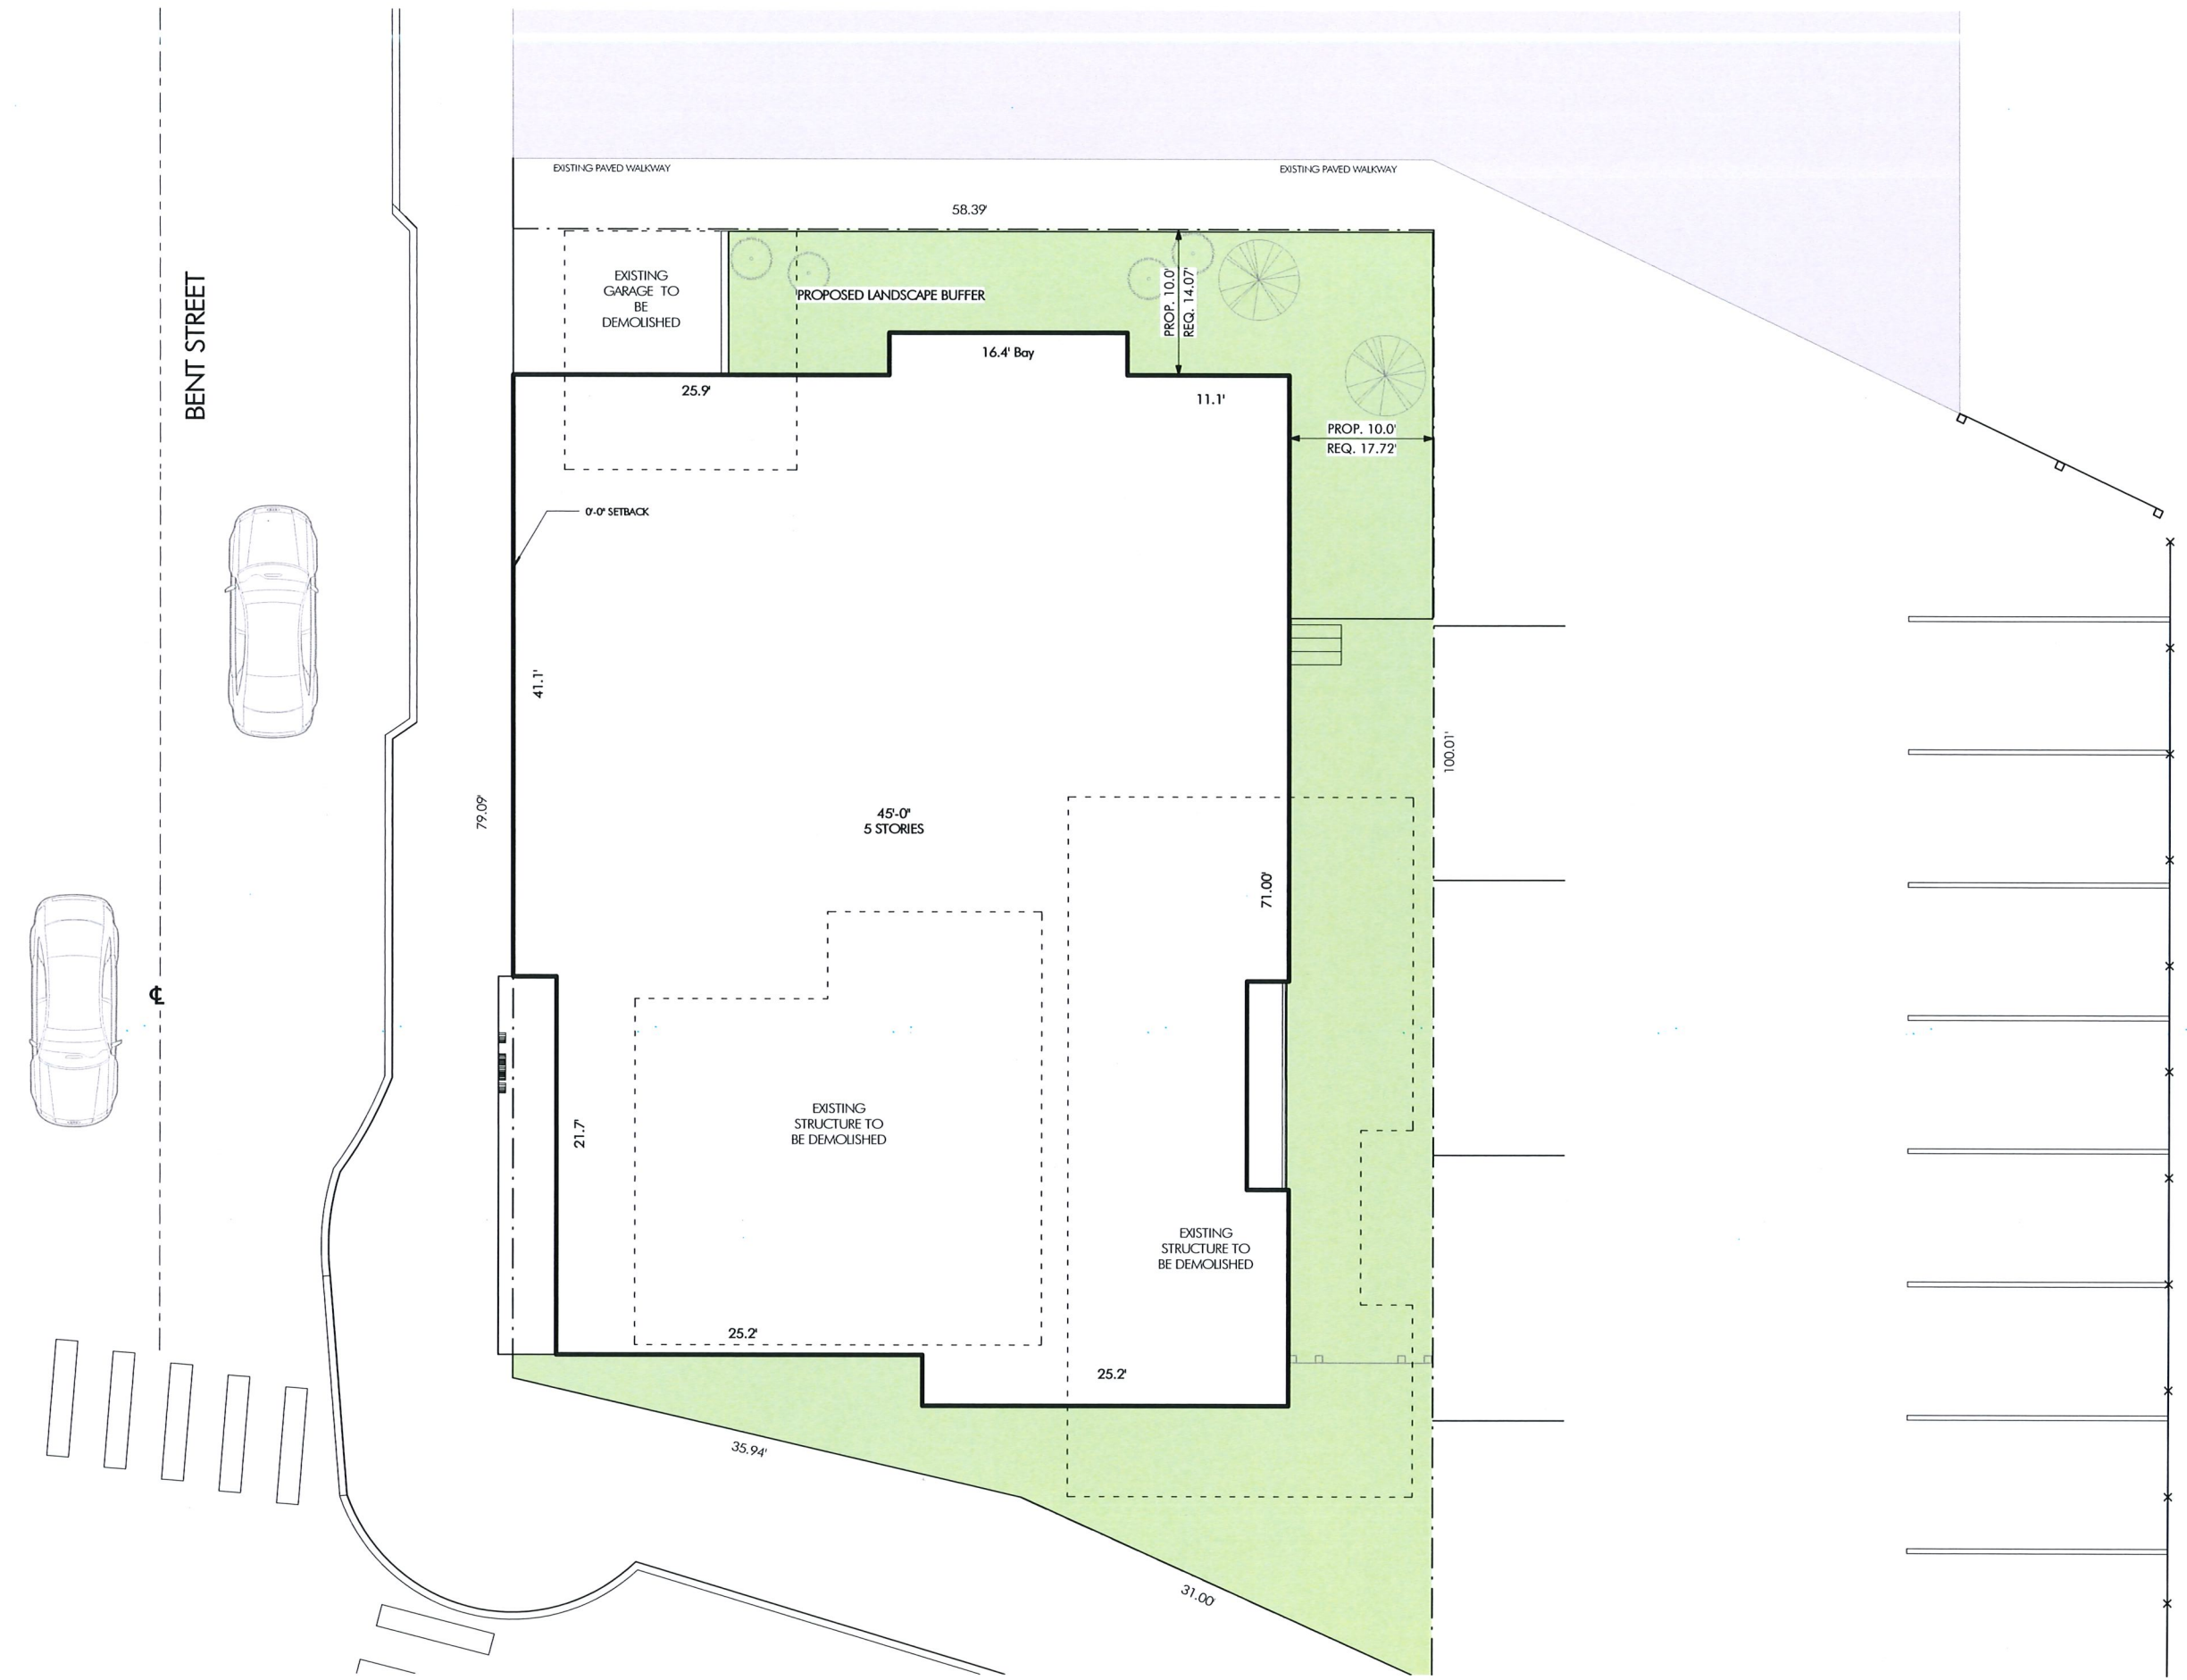 EXISTING PAVED WALKWAY
EXISTING PAVED WALKWAY
58.39'
BENT STREET
EXISTING
GARAGE TO
BE
DEMOLISHED
PROPOSED LANDSCAPE BUFFER
PROP. 10.0'
REQ. 14.07'
16.4' Bay
25.9'
11.1'
PROP. 10.0'
REQ. 17.72'
0'-0" SETBACK
41.1'
79.09'
100.01'
45'-0"
5 STORIES
71.00'
℄
21.7'
EXISTING
STRUCTURE TO
BE DEMOLISHED
EXISTING
STRUCTURE TO
BE DEMOLISHED
25.2'
25.2'
35.94'
31.00'